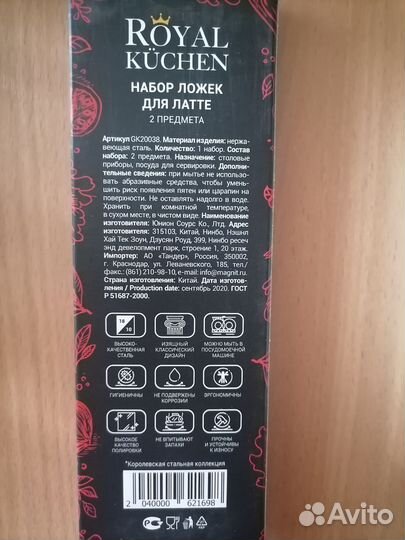 ROYAL
KÜCHEN
НАБОР ЛОЖЕК
ДЛЯ ЛАТТЕ
2 ПРЕДМЕТА
Артикул GK20038. Материал изделия: нержа-
веющая сталь. Количество: 1 набор. Состав
набора: 2 предмета. Назначение: столовые
приборы, посуда для сервировки. Дополни-
тельные сведения: при мытье не исполь-
зовать абразивные средства, чтобы умень-
шить риск появления пятен или царапин на
поверхности. Не оставлять надолго в воде.
Хранить при комнатной температуре,
в сухом месте, в чистом виде. Наименование
изготовителя: Юнион Соурс Ко., Лтд. Адрес
изготовителя: 315103, Китай, Нинбо, Нэшнл
Хай Тек Зоун, Дзусян Роуд, 399, Нинбо ресеч
энд девелопмент парк, строение 1, 20 этаж.
Импортер: АО «Тандер», Россия, 350002,
г. Краснодар, ул. Леваневского, 185, тел./
факс: (861) 210-98-10, e-mail: info@magnit.ru.
Страна изготовления: Китай. Дата изготов-
ления / Production date: сентябрь 2020. ГОСТ
Р 51687-2000.
18
10
ВЫСОКО-
КАЧЕСТВЕННАЯ
СТАЛЬ
ИЗЯЩНЫЙ
КЛАССИЧЕСКИЙ
ДИЗАЙН
МОЖНО МЫТЬ В
ПОСУДОМОЕЧНОЙ
МАШИНЕ
ГИГИЕНИЧНЫ
НЕ ПОДВЕРЖЕНЫ
КОРРОЗИИ
ЭРГОНОМИЧНЫ
ВЫСОКОЕ
КАЧЕСТВО
ПОЛИРОВКИ
НЕ ВПИТЫВАЮТ
ЗАПАХИ
ПРОЧНЫ
И УСТОЙЧИВЫ
К ИЗНОСУ
*Королевская стальная коллекция
2 040000 621698
Avito